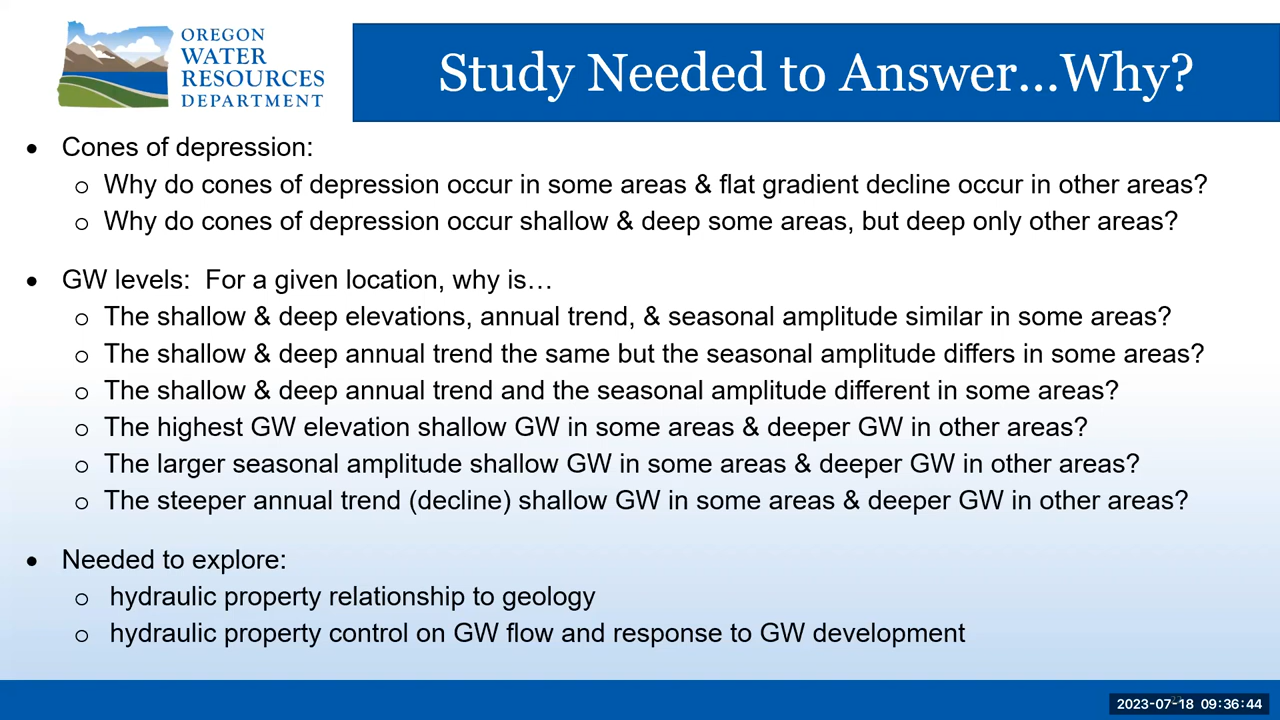 OREGON
WATER
RESOURCES
DEPARTMENT
Study Needed to Answer...Why?
• Cones of depression:
o Why do cones of depression occur in some areas & flat gradient decline occur in other areas?
o Why do cones of depression occur shallow & deep some areas, but deep only other areas?
• GW levels:  For a given location, why is…
o The shallow & deep elevations, annual trend, & seasonal amplitude similar in some areas?
o The shallow & deep annual trend the same but the seasonal amplitude differs in some areas?
o The shallow & deep annual trend and the seasonal amplitude different in some areas?
o The highest GW elevation shallow GW in some areas & deeper GW in other areas?
o The larger seasonal amplitude shallow GW in some areas & deeper GW in other areas?
o The steeper annual trend (decline) shallow GW in some areas & deeper GW in other areas?
• Needed to explore:
o hydraulic property relationship to geology
o hydraulic property control on GW flow and response to GW development
2023-07-18 09:36:44